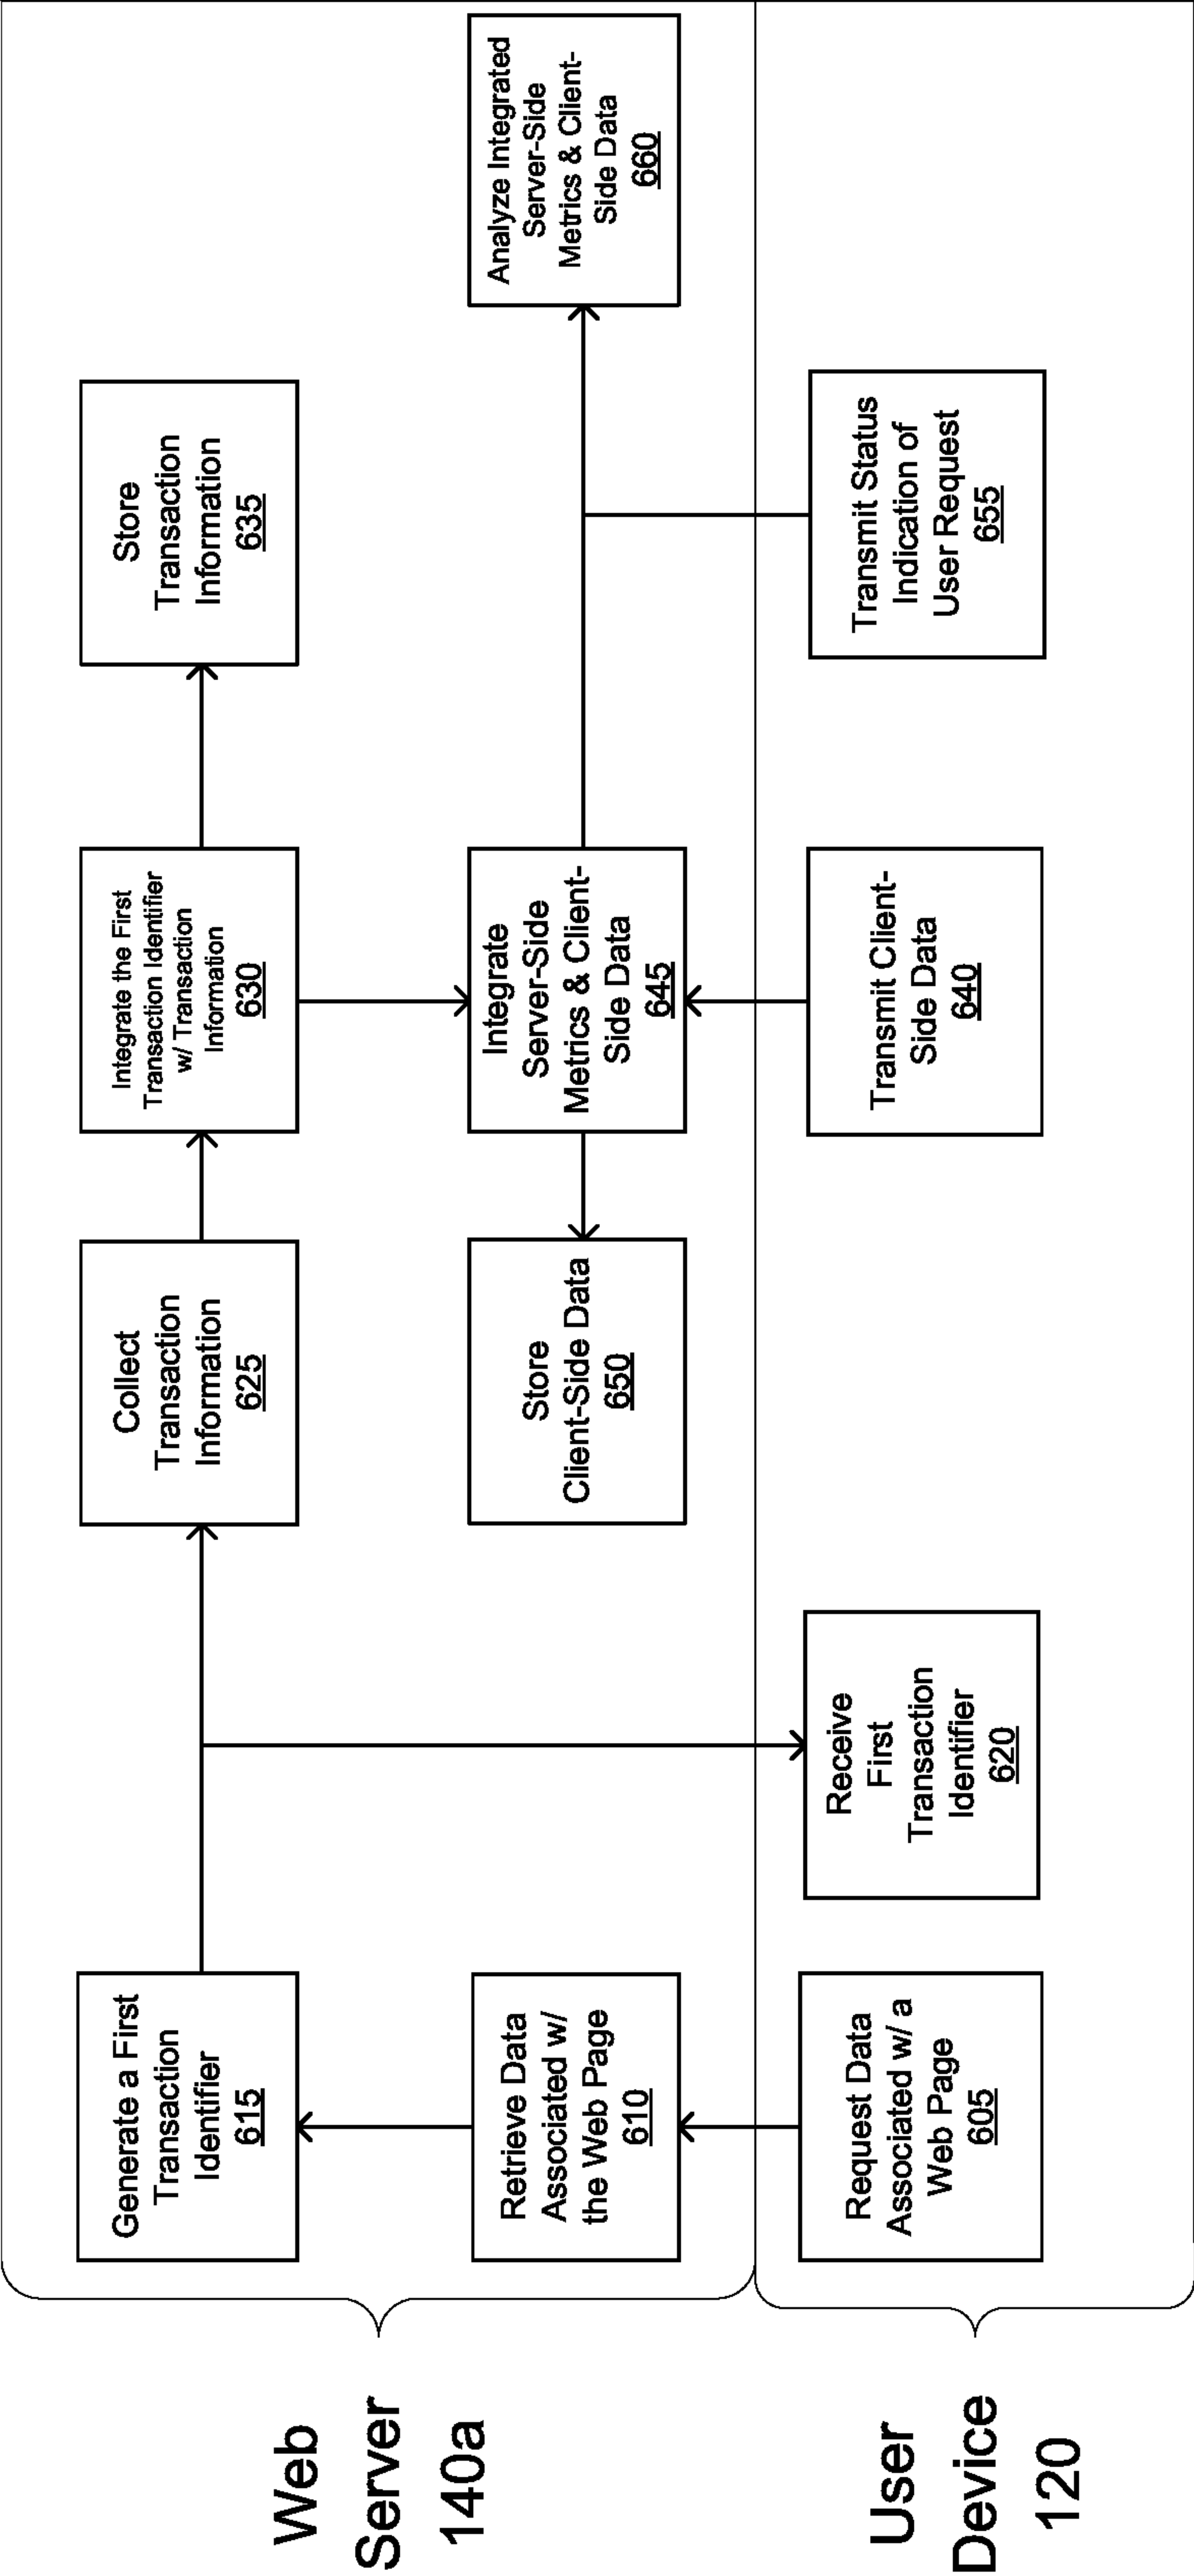 Web
Server
140a
Generate a First
Transaction
Identifier
615
Collect
Transaction
Information
625
Integrate the First
Transaction Identifier
w/ Transaction
Information
630
Store
Transaction
Information
635
Retrieve Data
Associated w/
the Web Page
610
Store
Client-Side Data
650
Integrate
Server-Side
Metrics & Client-
Side Data
645
Analyze Integrated
Server-Side
Metrics & Client-
Side Data
660
User
Device
120
Request Data
Associated w/ a
Web Page
605
Receive
First
Transaction
Identifier
620
Transmit Client-
Side Data
640
Transmit Status
Indication of
User Request
655